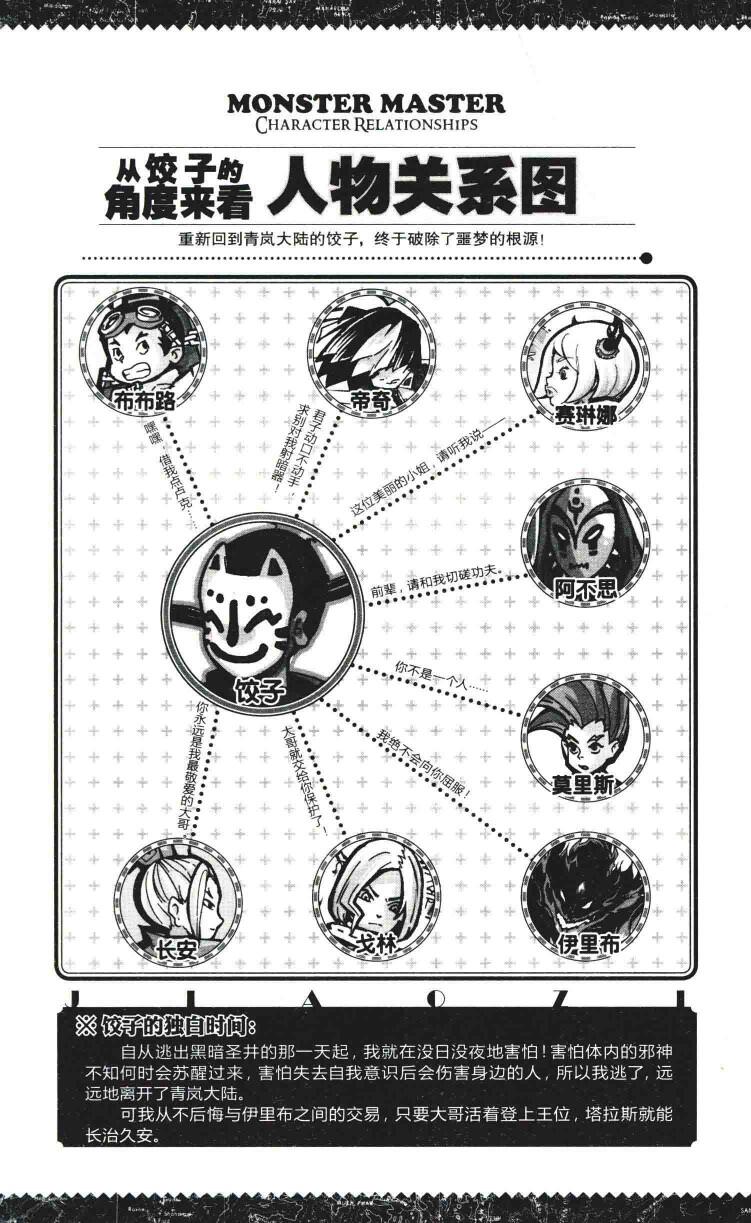 MONSTER MASTER
CHARACTER RELATIONSHIPS
从饺子的
角度来看
人物关系图
重新回到青岚大陆的饺子，终于破除了噩梦的根源！
布布路
帝奇
赛琳娜
嘿嘿，借我点卢克……
君子动口不动手，
求别对我射暗器！
这位美丽的小姐，请听我说——
阿不思
前辈，请和我切磋功夫。
饺子
你不是一个人……
莫里斯
我绝不会向你屈服！
大哥就交给你保护了！
你永远是我最敬爱的大哥。
长安
戈林
伊里布
JIAOZI
※ 饺子的独白时间：
自从逃出黑暗圣井的那一天起，我就在没日没夜地害怕！害怕体内的邪神
不知何时会苏醒过来，害怕失去自我意识后会伤害身边的人，所以我逃了，远
远地离开了青岚大陆。
可我从不后悔与伊里布之间的交易，只要大哥活着登上王位，塔拉斯就能
长治久安。